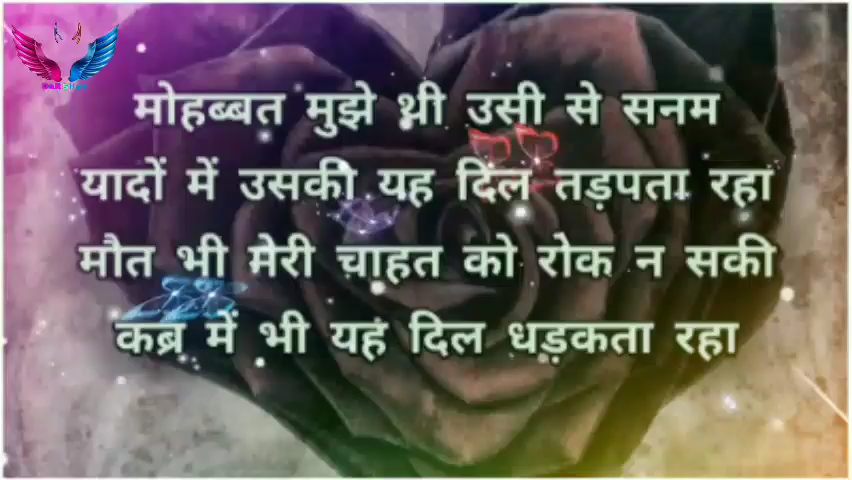 मोहब्बत मुझे थी उसी से सनम
यादों में उसकी यह दिल तड़पता रहा
मौत भी मेरी चाहत को रोक न सकी
कब्र में भी यह दिल धड़कता रहा